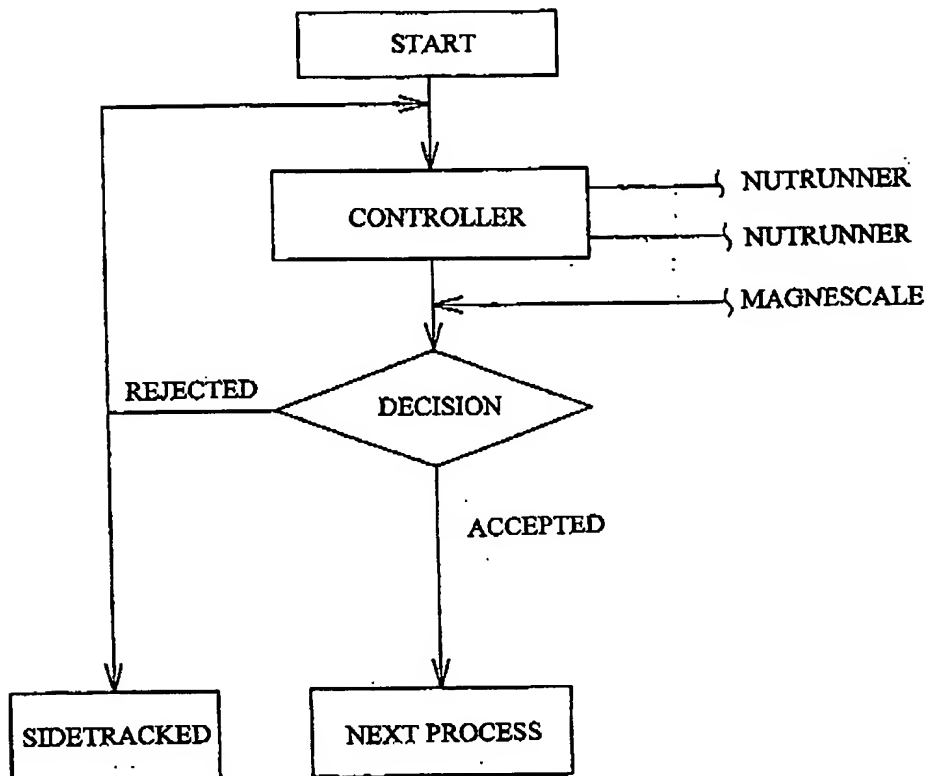 START
CONTROLLER
NUTRUNNER
NUTRUNNER
MAGNESCALE
REJECTED
DECISION
ACCEPTED
SIDETRACKED
NEXT PROCESS